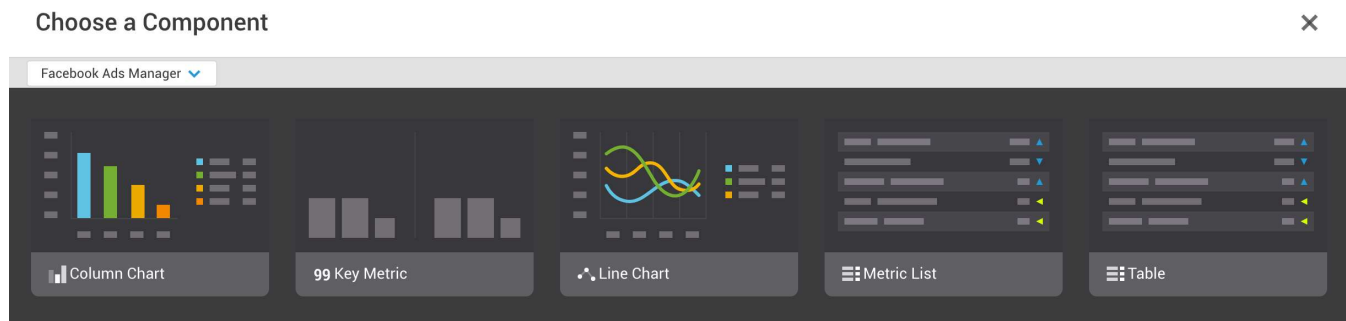 Choose a Component
Facebook Ads Manager
Column Chart
99 Key Metric
Line Chart
Metric List
Table